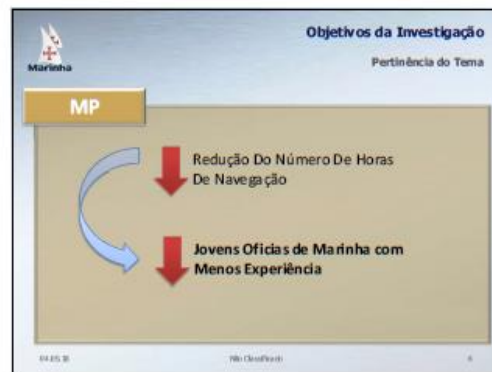 Objetivos da Investigação
Marinha
Pertinência do Tema
MP
Redução Do Número De Horas
De Navegação
Jovens Oficias de Marinha com
Menos Experiência
Não Classificado
6